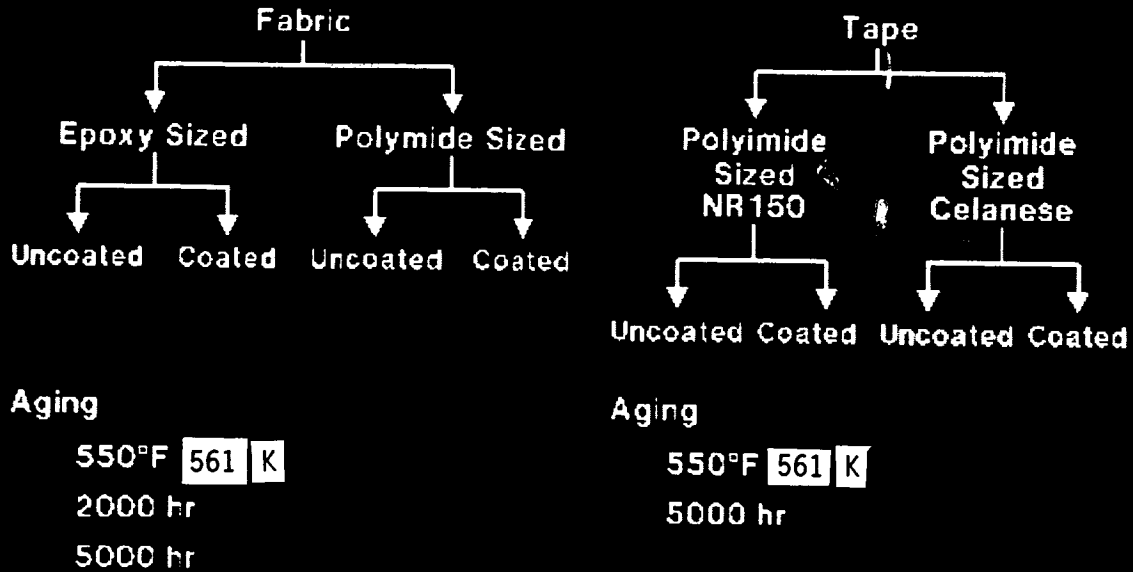 Fabric
Epoxy Sized Polymide Sized
Uncoated Coated Uncoated Coated
Aging
550°F 561 K
2000 hr
5000 hr
Tape
Polyimide Polyimide
Sized Sized
NR150 Celanese
Uncoated Coated Uncoated Coated
Aging
550°F 561 K
5000 hr